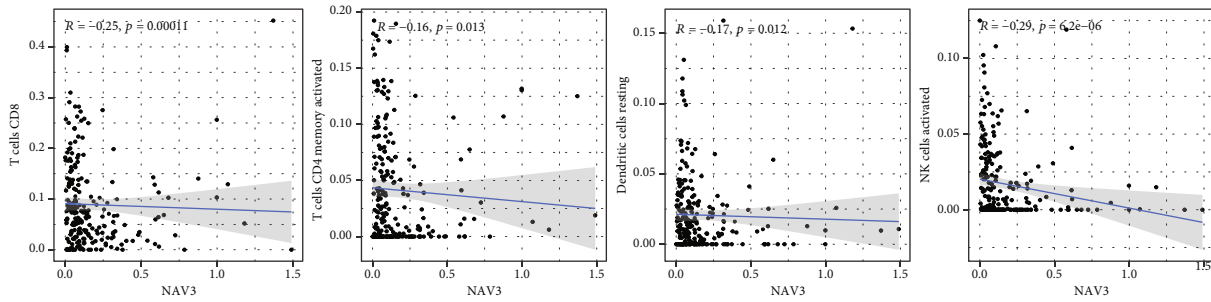 R = −0.25, p = 0.00011
T cells CD8
0.4
0.3
0.2
0.1
0.0
0.0 0.5 1.0 1.5
NAV3
R = −0.16, p = 0.013
T cells CD4 memory activated
0.20
0.15
0.10
0.05
0.00
0.0 0.5 1.0 1.5
NAV3
R = −0.17, p = 0.012
Dendritic cells resting
0.15
0.10
0.05
0.00
0.0 0.5 1.0 1.5
NAV3
R = −0.29, p = 6.2e−06
NK cells activated
0.10
0.05
0.00
0.0 0.5 1.0 1.5
NAV3